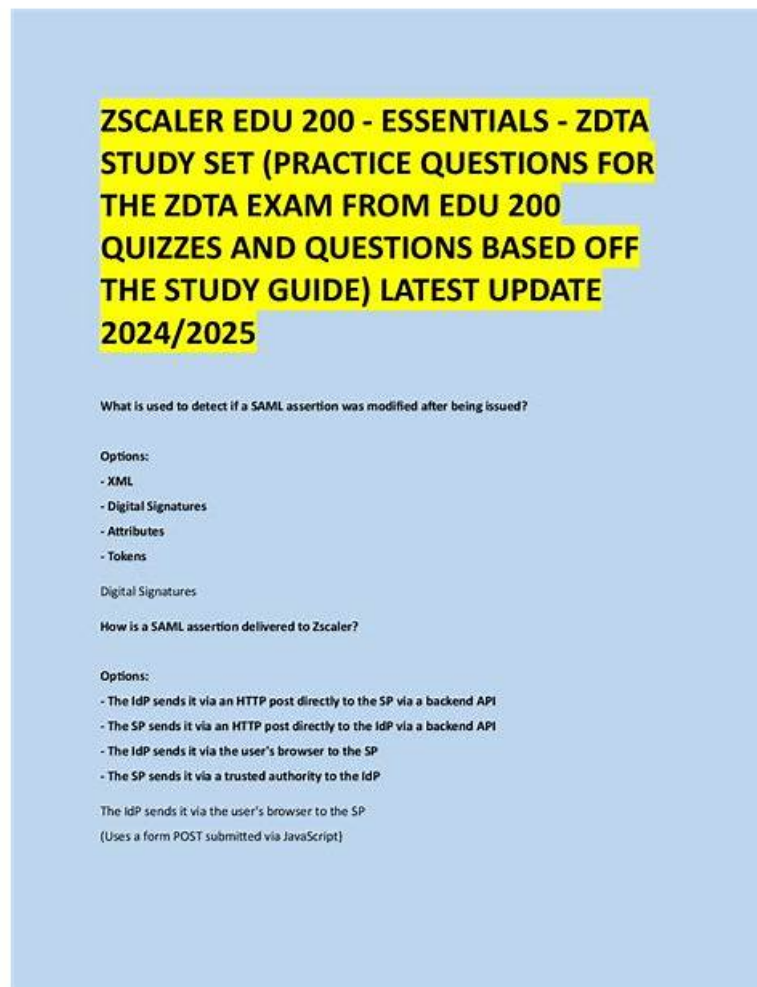 ZSCALER EDU 200 - ESSENTIALS - ZDTA
STUDY SET (PRACTICE QUESTIONS FOR
THE ZDTA EXAM FROM EDU 200
QUIZZES AND QUESTIONS BASED OFF
THE STUDY GUIDE) LATEST UPDATE
2024/2025
What is used to detect if a SAML assertion was modified after being issued?
Options:
- XML
- Digital Signatures
- Attributes
- Tokens
Digital Signatures
How is a SAML assertion delivered to Zscaler?
Options:
- The IdP sends it via an HTTP post directly to the SP via a backend API
- The SP sends it via an HTTP post directly to the IdP via a backend API
- The IdP sends it via the user's browser to the SP
- The SP sends it via a trusted authority to the IdP
The IdP sends it via the user's browser to the SP
(Uses a form POST submitted via JavaScript)